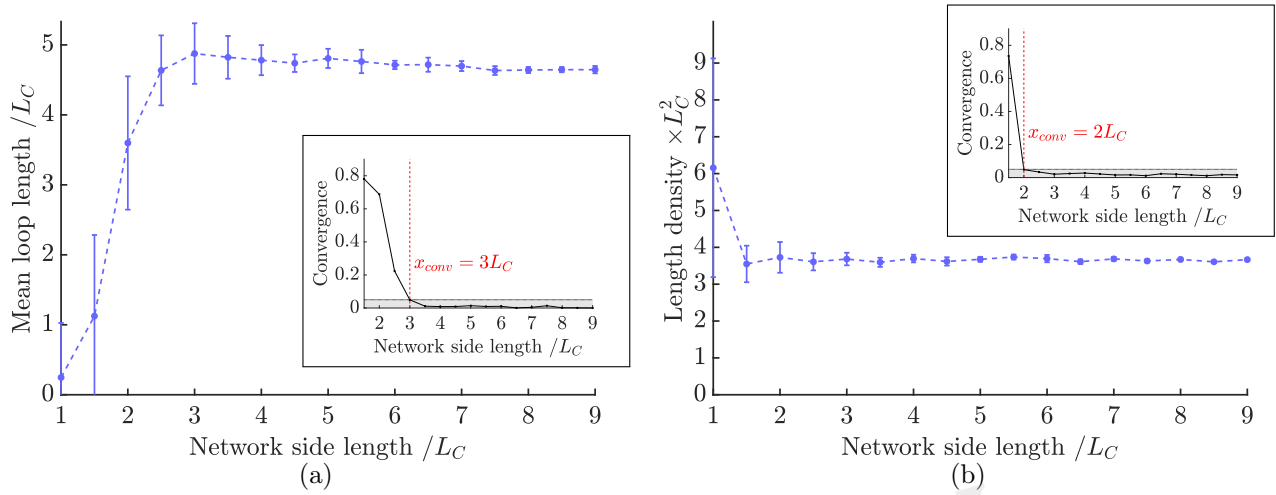 Mean loop length /L_C
5
4
3
2
1
0
1 2 3 4 5 6 7 8 9
Network side length /L_C
(a)
Convergence
0.8
0.6
0.4
0.2
0
x_conv = 3L_C
2 3 4 5 6 7 8 9
Network side length /L_C
Length density ×L_C^2
9
8
7
6
5
4
3
2
1
0
1 2 3 4 5 6 7 8 9
Network side length /L_C
(b)
Convergence
0.8
0.6
0.4
0.2
0
x_conv = 2L_C
2 3 4 5 6 7 8 9
Network side length /L_C